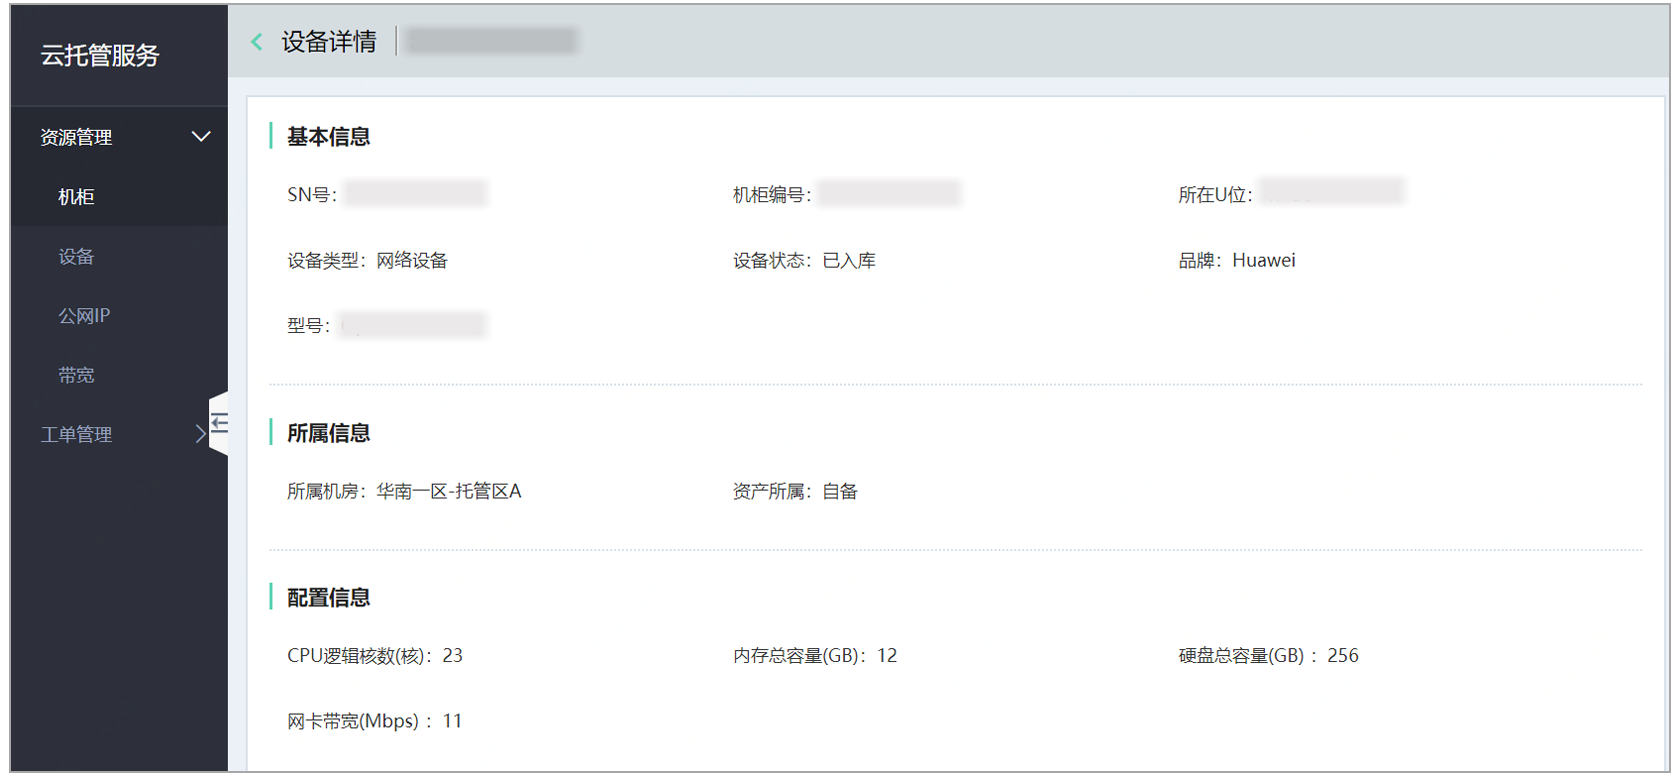 云托管服务
资源管理
机柜
设备
公网IP
带宽
工单管理
设备详情
基本信息
SN号：
机柜编号：
所在U位：
设备类型：网络设备
设备状态：已入库
品牌：Huawei
型号：
所属信息
所属机房：华南一区-托管区A
资产所属：自备
配置信息
CPU逻辑核数(核)：23
内存总容量(GB)：12
硬盘总容量(GB)：256
网卡带宽(Mbps)：11